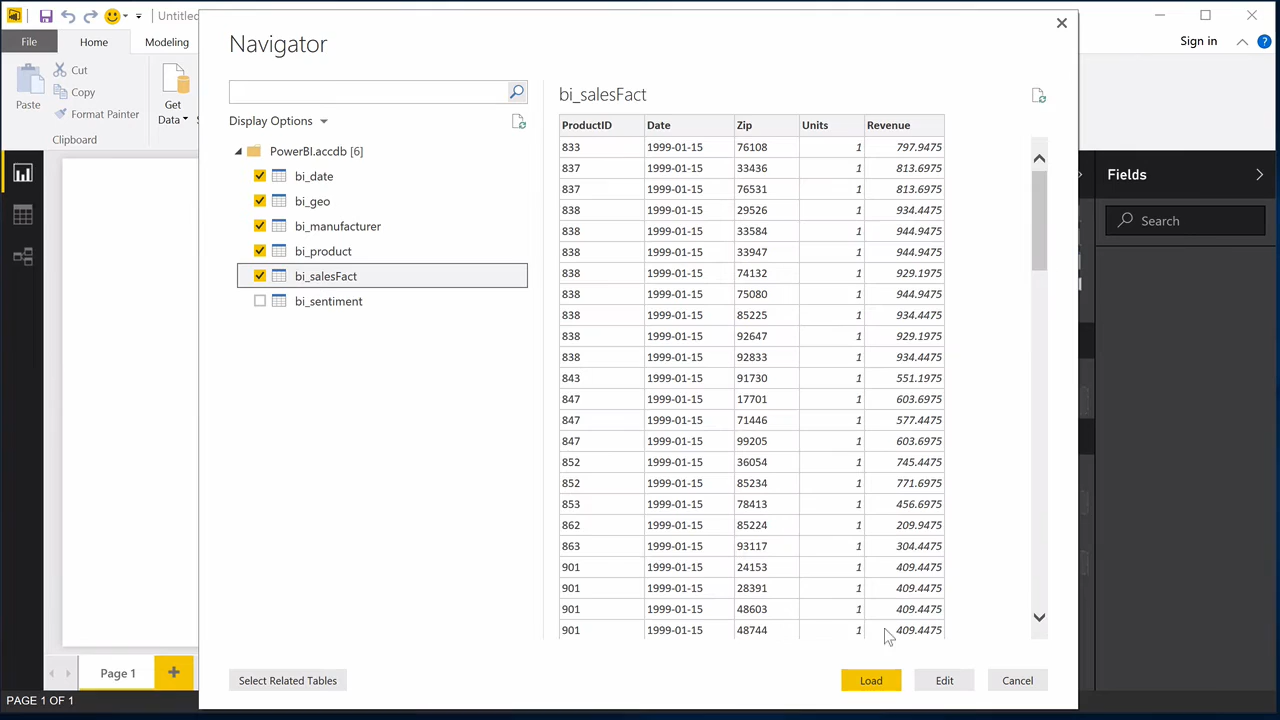 Untitled
File Home Modeling
Sign in
Cut
Copy
Format Painter
Paste
Clipboard
Get
Data
Navigator
Display Options
PowerBI.accdb [6]
bi_date
bi_geo
bi_manufacturer
bi_product
bi_salesFact
bi_sentiment
bi_salesFact
ProductID Date Zip Units Revenue
833 1999-01-15 76108 1 797.9475
837 1999-01-15 33436 1 813.6975
837 1999-01-15 76531 1 813.6975
838 1999-01-15 29526 1 934.4475
838 1999-01-15 33584 1 944.9475
838 1999-01-15 33947 1 944.9475
838 1999-01-15 74132 1 929.1975
838 1999-01-15 75080 1 944.9475
838 1999-01-15 85225 1 934.4475
838 1999-01-15 92647 1 929.1975
838 1999-01-15 92833 1 934.4475
843 1999-01-15 91730 1 551.1975
847 1999-01-15 17701 1 603.6975
847 1999-01-15 71446 1 577.4475
847 1999-01-15 99205 1 603.6975
852 1999-01-15 36054 1 745.4475
852 1999-01-15 85234 1 771.6975
853 1999-01-15 78413 1 456.6975
862 1999-01-15 85224 1 209.9475
863 1999-01-15 93117 1 304.4475
901 1999-01-15 24153 1 409.4475
901 1999-01-15 28391 1 409.4475
901 1999-01-15 48603 1 409.4475
901 1999-01-15 48744 1 409.4475
Select Related Tables Load Edit Cancel
Fields
Search
Page 1
PAGE 1 OF 1